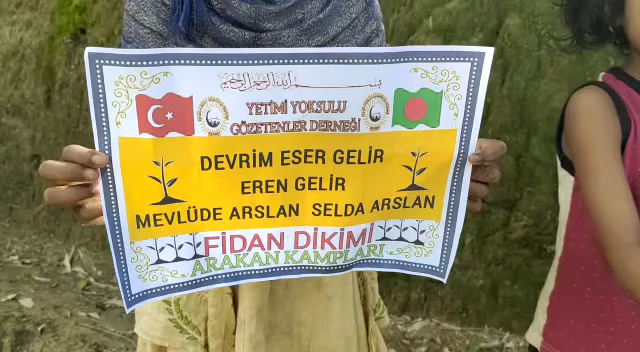 بسم الله الرحمن الرحيم
YETİMİ YOKSULU
GÖZETENLER DERNEĞİ
DEVRİM ESER GELİR
EREN GELİR
MEVLÜDE ARSLAN SELDA ARSLAN
FİDAN DİKİMİ
ARAKAN KAMPLARI